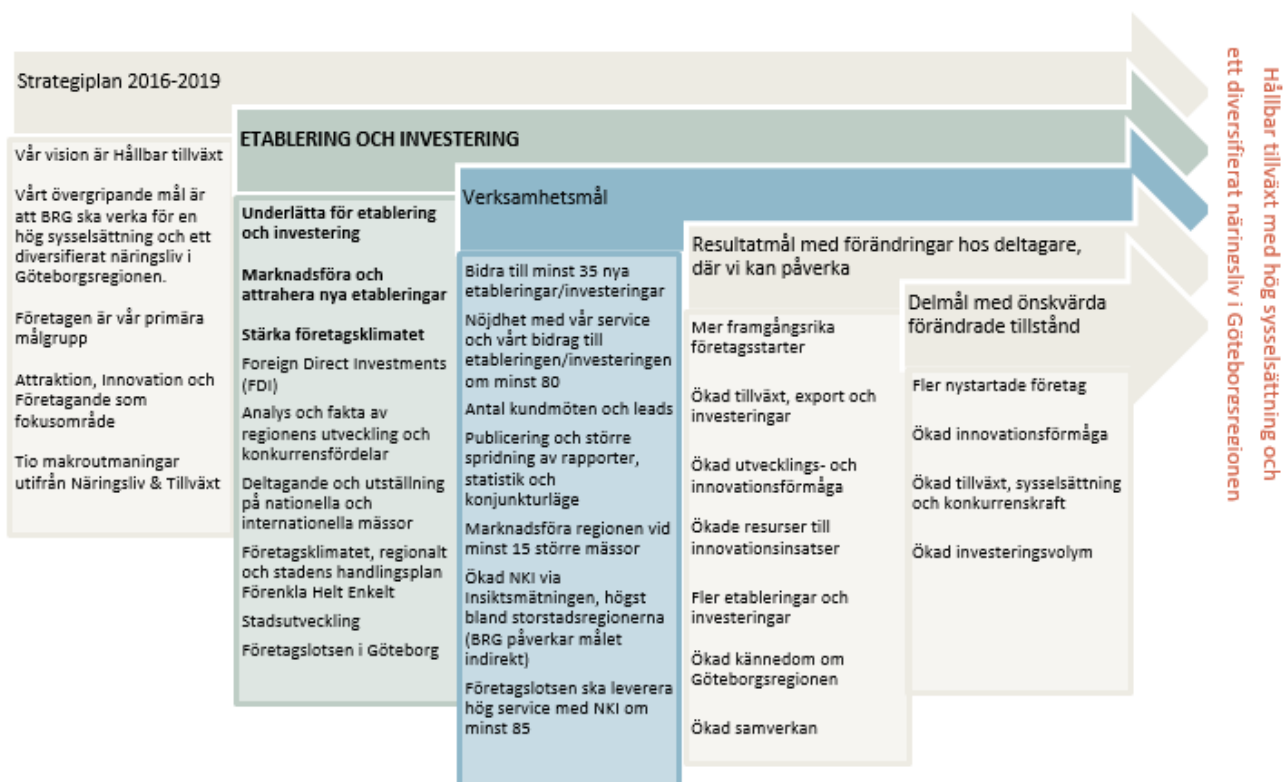 Strategiplan 2016-2019
Vår vision är Hållbar tillväxt
Vårt övergripande mål är
att BRG ska verka för en
hög sysselsättning och ett
diversifierat näringsliv i
Göteborgsregionen.
Företagen är vår primära
målgrupp
Attraktion, Innovation och
Företagande som
fokusområde
Tio makroutmaningar
utifrån Näringsliv & Tillväxt
ETABLERING OCH INVESTERING
Underlätta för etablering
och investering
Marknadsföra och
attrahera nya etableringar
Stärka företagsklimatet
Foreign Direct Investments
(FDI)
Analys och fakta av
regionens utveckling och
konkurrensfördelar
Deltagande och utställning
på nationella och
internationella mässor
Företagsklimatet, regionalt
och stadens handlingsplan
Förenkla Helt Enkelt
Stadsutveckling
Företagslotsen i Göteborg
Verksamhetsmål
Bidra till minst 35 nya
etableringar/investeringar
Nöjdhet med vår service
och vårt bidrag till
etableringen/investeringen
om minst 80
Antal kundmöten och leads
Publicering och större
spridning av rapporter,
statistik och
konjunkturläge
Marknadsföra regionen vid
minst 15 större mässor
Ökad NKI via
Insiktsmätningen, högst
bland storstadsregionerna
(BRG påverkar målet
indirekt)
Företagslotsen ska leverera
hög service med NKI om
minst 85
Resultatmål med förändringar hos deltagare,
där vi kan påverka
Mer framgångsrika
företagsstarter
Ökad tillväxt, export och
investeringar
Ökad utvecklings- och
innovationsförmåga
Ökade resurser till
innovationsinsatser
Fler etableringar och
investeringar
Ökad kännedom om
Göteborgsregionen
Ökad samverkan
Delmål med önskvärda
förändrade tillstånd
Fler nystartade företag
Ökad innovationsförmåga
Ökad tillväxt, sysselsättning
och konkurrenskraft
Ökad investeringsvolym
Hållbar tillväxt med hög sysselsättning och
ett diversifierat näringsliv i Göteborgsregionen